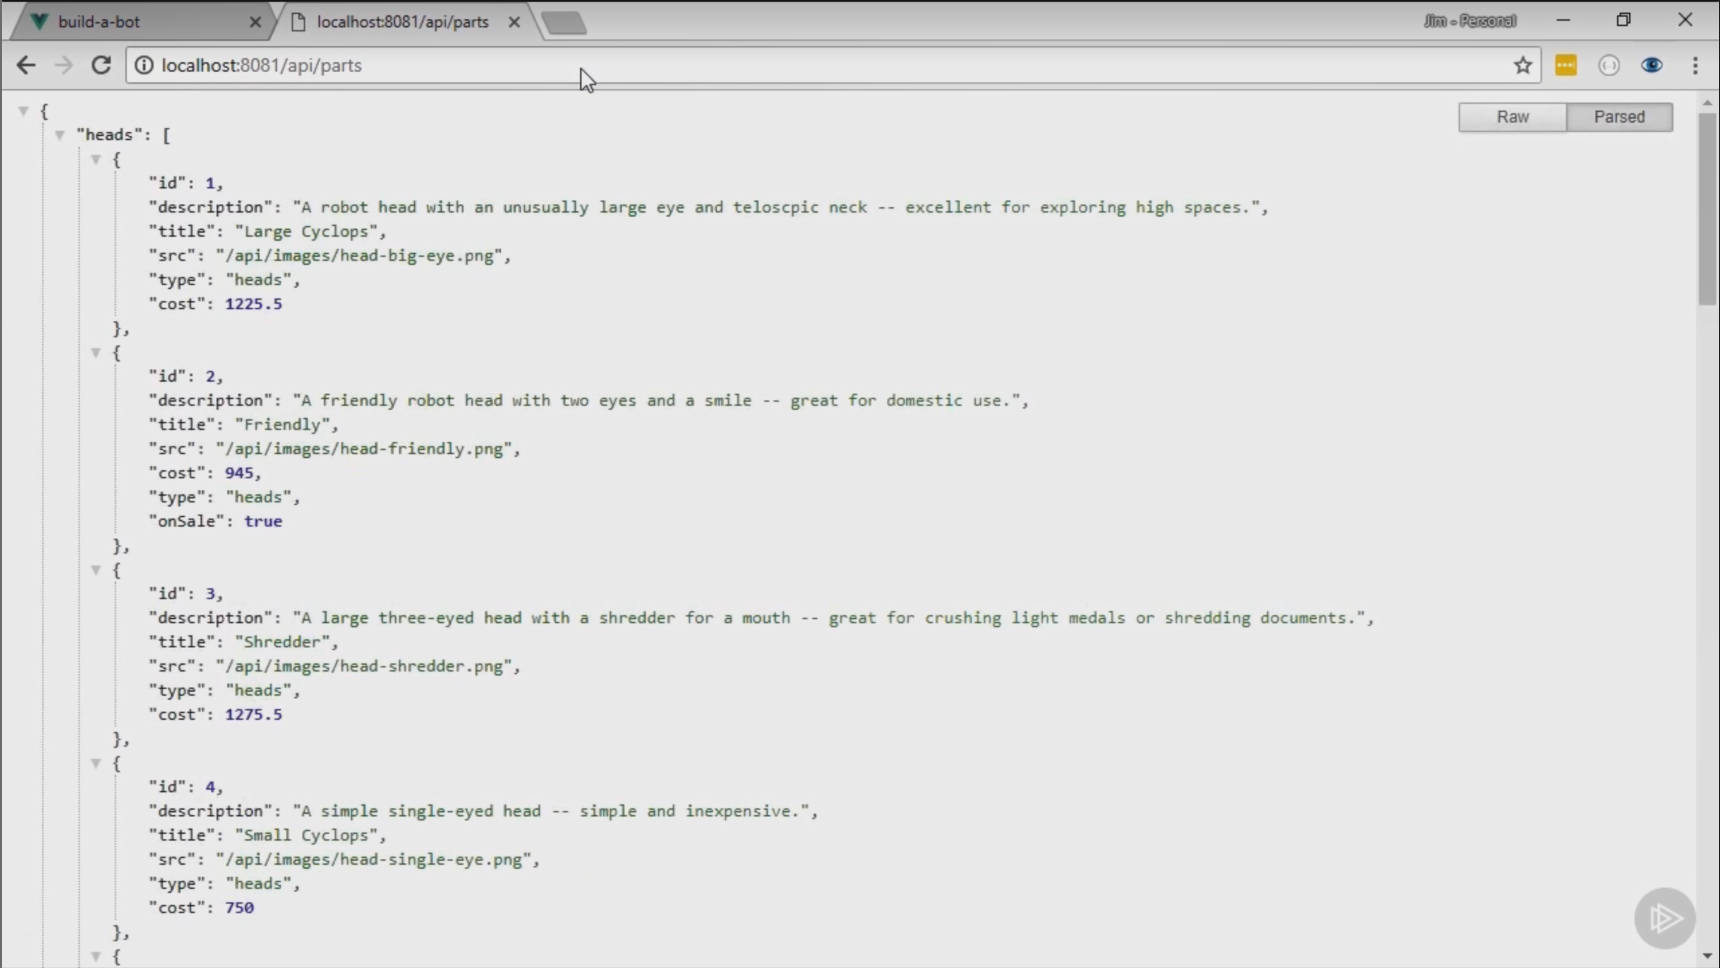 build-a-bot
localhost:8081/api/parts
Jim - Personal
localhost:8081/api/parts
Raw
Parsed
{
"heads": [
{
"id": 1,
"description": "A robot head with an unusually large eye and teloscpic neck -- excellent for exploring high spaces.",
"title": "Large Cyclops",
"src": "/api/images/head-big-eye.png",
"type": "heads",
"cost": 1225.5
},
{
"id": 2,
"description": "A friendly robot head with two eyes and a smile -- great for domestic use.",
"title": "Friendly",
"src": "/api/images/head-friendly.png",
"cost": 945,
"type": "heads",
"onSale": true
},
{
"id": 3,
"description": "A large three-eyed head with a shredder for a mouth -- great for crushing light medals or shredding documents.",
"title": "Shredder",
"src": "/api/images/head-shredder.png",
"type": "heads",
"cost": 1275.5
},
{
"id": 4,
"description": "A simple single-eyed head -- simple and inexpensive.",
"title": "Small Cyclops",
"src": "/api/images/head-single-eye.png",
"type": "heads",
"cost": 750
},
{